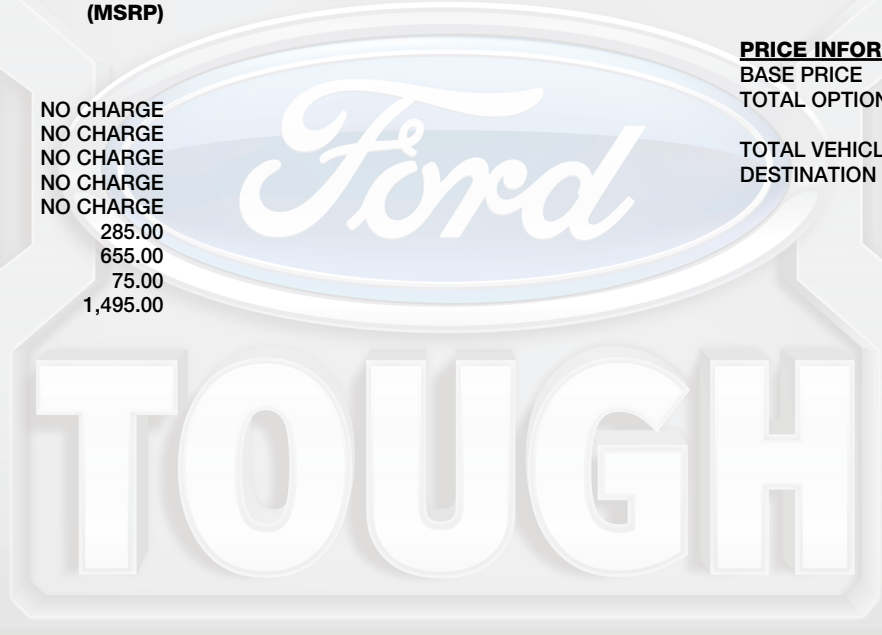 (MSRP)
NO CHARGE
NO CHARGE
NO CHARGE
NO CHARGE
NO CHARGE
285.00
655.00
75.00
1,495.00
PRICE INFOR
BASE PRICE
TOTAL OPTION
TOTAL VEHICL
DESTINATION
Ford
TOUGH